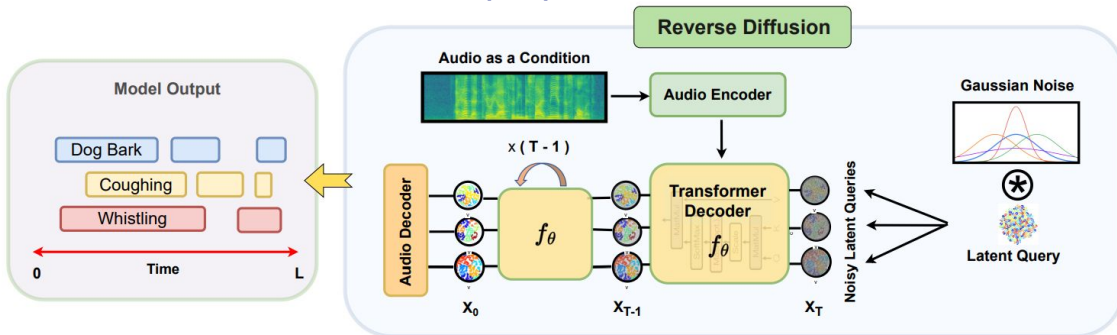 Reverse Diffusion
Model Output
Dog Bark
Coughing
Whistling
0
Time
L
Audio as a Condition
Audio Encoder
x ( T - 1 )
Audio Decoder
fθ
Transformer
Decoder
fθ
X0
XT-1
XT
Noisy Latent Queries
Gaussian Noise
*
Latent Query